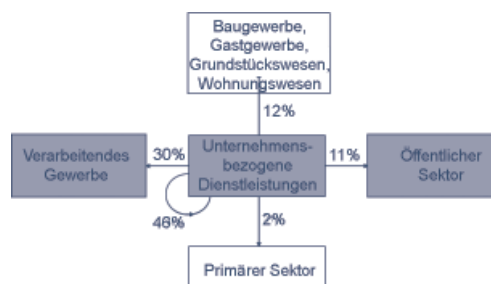 Baugewerbe,
Gastgewerbe,
Grundstückswesen,
Wohnungswesen
12%
Verarbeitendes
Gewerbe
30%
Unternehmens-
bezogene
Dienstleistungen
11%
Öffentlicher
Sektor
46%
2%
Primärer Sektor